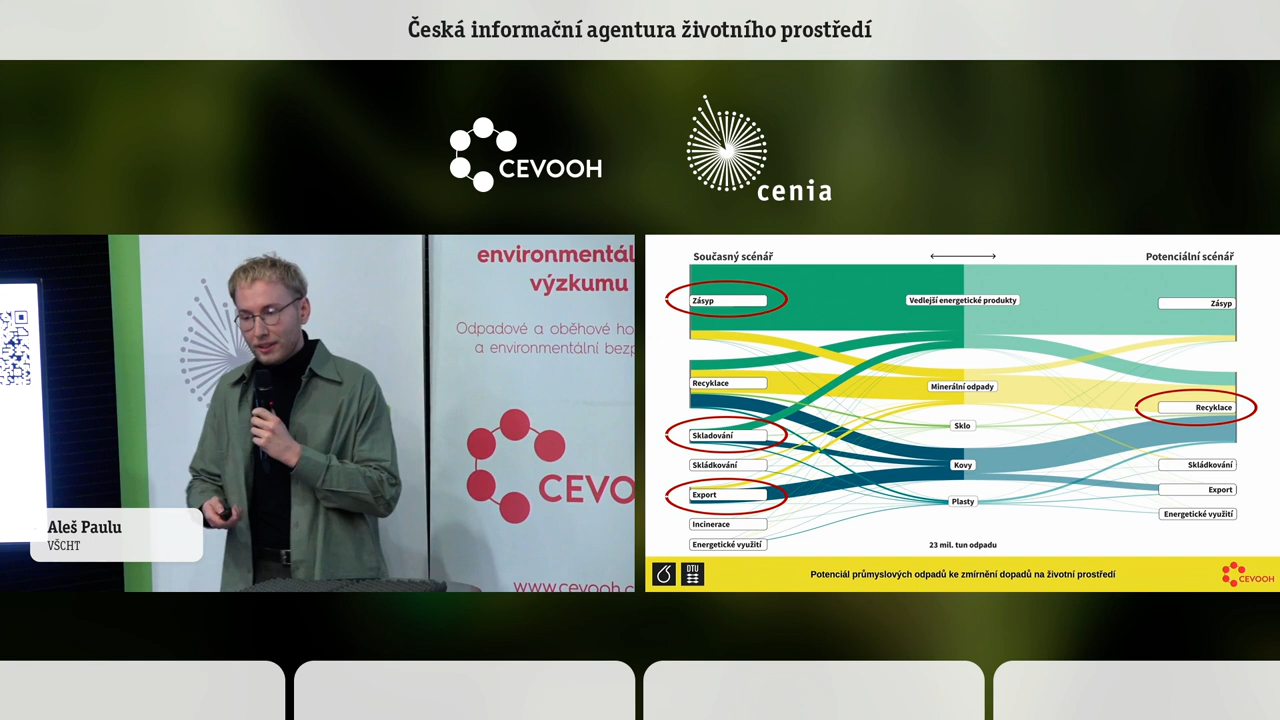 Česká informační agentura životního prostředí
CEVOOH
cenia
environmentál
výzkumu
Odpadové a oběhové ho
a environmentální bezp
CEVO
www.cevooh.c
Aleš Paulu
VŠCHT
Současný scénář
Potenciální scénář
Zásyp
Vedlejší energetické produkty
Zásyp
Recyklace
Minerální odpady
Recyklace
Skladování
Sklo
Skládkování
Kovy
Skládkování
Export
Plasty
Export
Energetické využití
Incinerace
Energetické využití
23 mil. tun odpadu
DTU
Potenciál průmyslových odpadů ke zmírnění dopadů na životní prostředí
CEVOOH